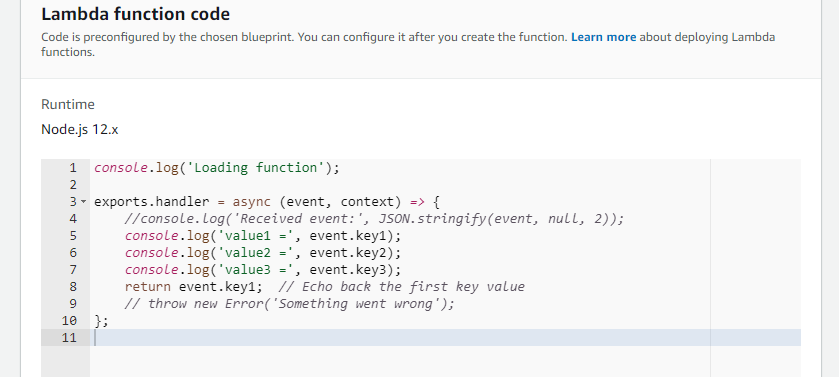 Lambda function code
Code is preconfigured by the chosen blueprint. You can configure it after you create the function. Learn more about deploying Lambda
functions.
Runtime
Node.js 12.x
1 console.log('Loading function');
2
3 exports.handler = async (event, context) => {
4 //console.log('Received event:', JSON.stringify(event, null, 2));
5 console.log('value1 =', event.key1);
6 console.log('value2 =', event.key2);
7 console.log('value3 =', event.key3);
8 return event.key1;  // Echo back the first key value
9 // throw new Error('Something went wrong');
10 };
11